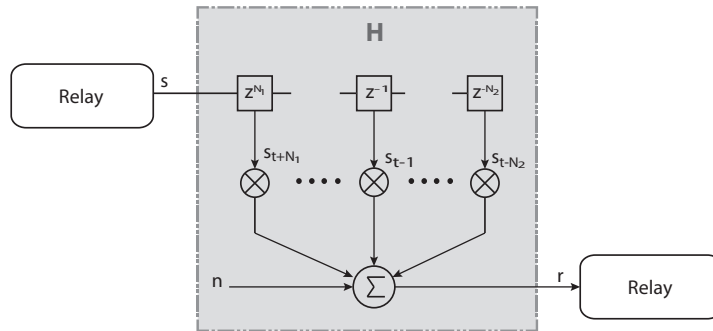 H
Relay
s
z^N₁
z^-1
z^-N₂
s_t+N₁
s_t-1
s_t-N₂
n
Σ
r
Relay